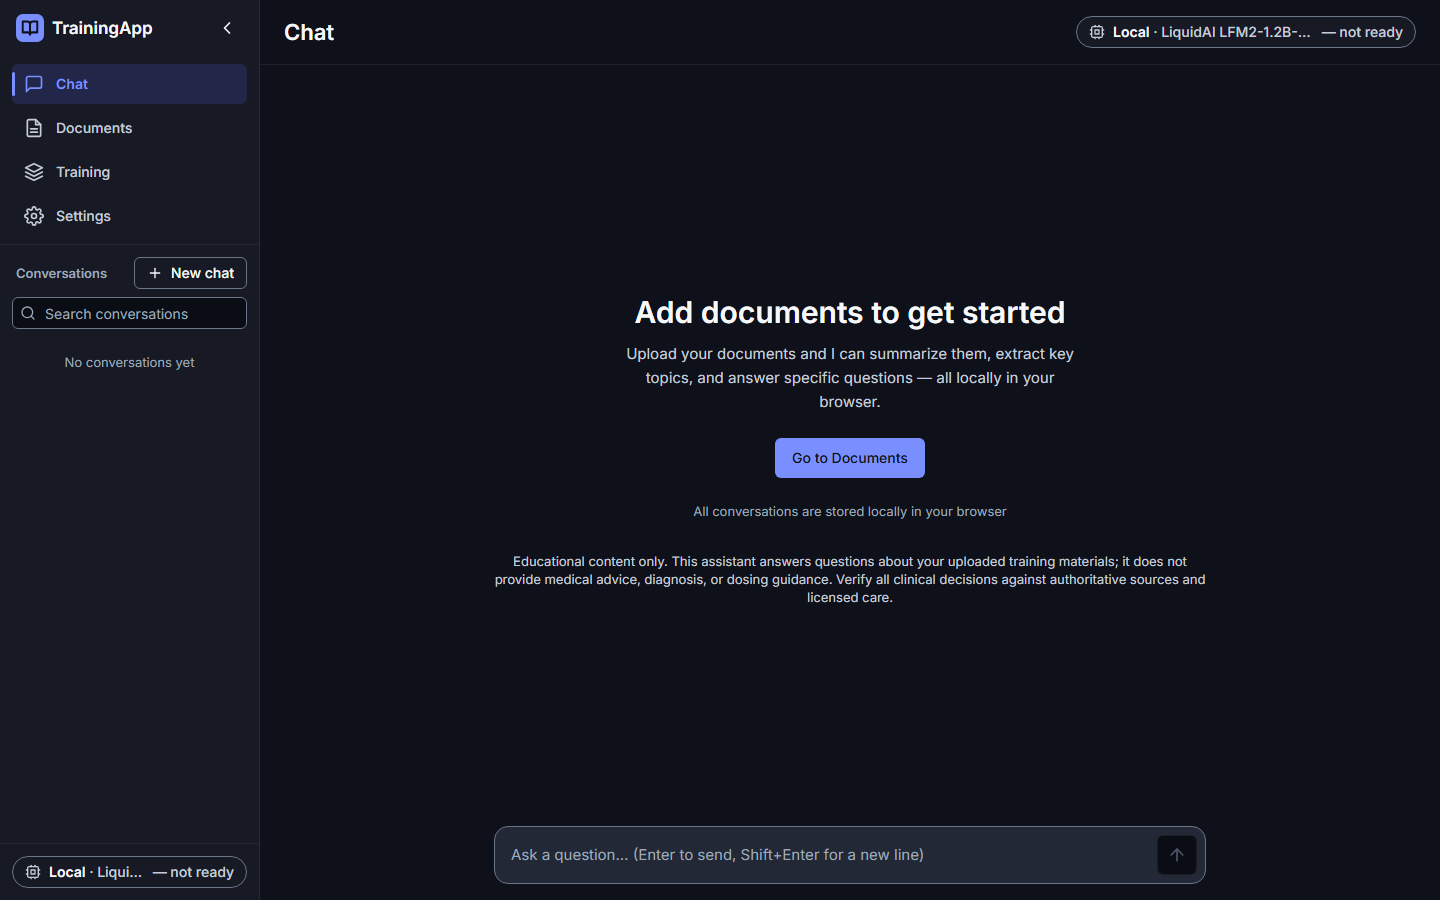 TrainingApp
Chat
Documents
Training
Settings
Conversations
New chat
Search conversations
No conversations yet
Local · Liqui... — not ready
Chat
Local · LiquidAI LFM2-1.2B-... — not ready
Add documents to get started
Upload your documents and I can summarize them, extract key
topics, and answer specific questions — all locally in your
browser.
Go to Documents
All conversations are stored locally in your browser
Educational content only. This assistant answers questions about your uploaded training materials; it does not
provide medical advice, diagnosis, or dosing guidance. Verify all clinical decisions against authoritative sources and
licensed care.
Ask a question... (Enter to send, Shift+Enter for a new line)